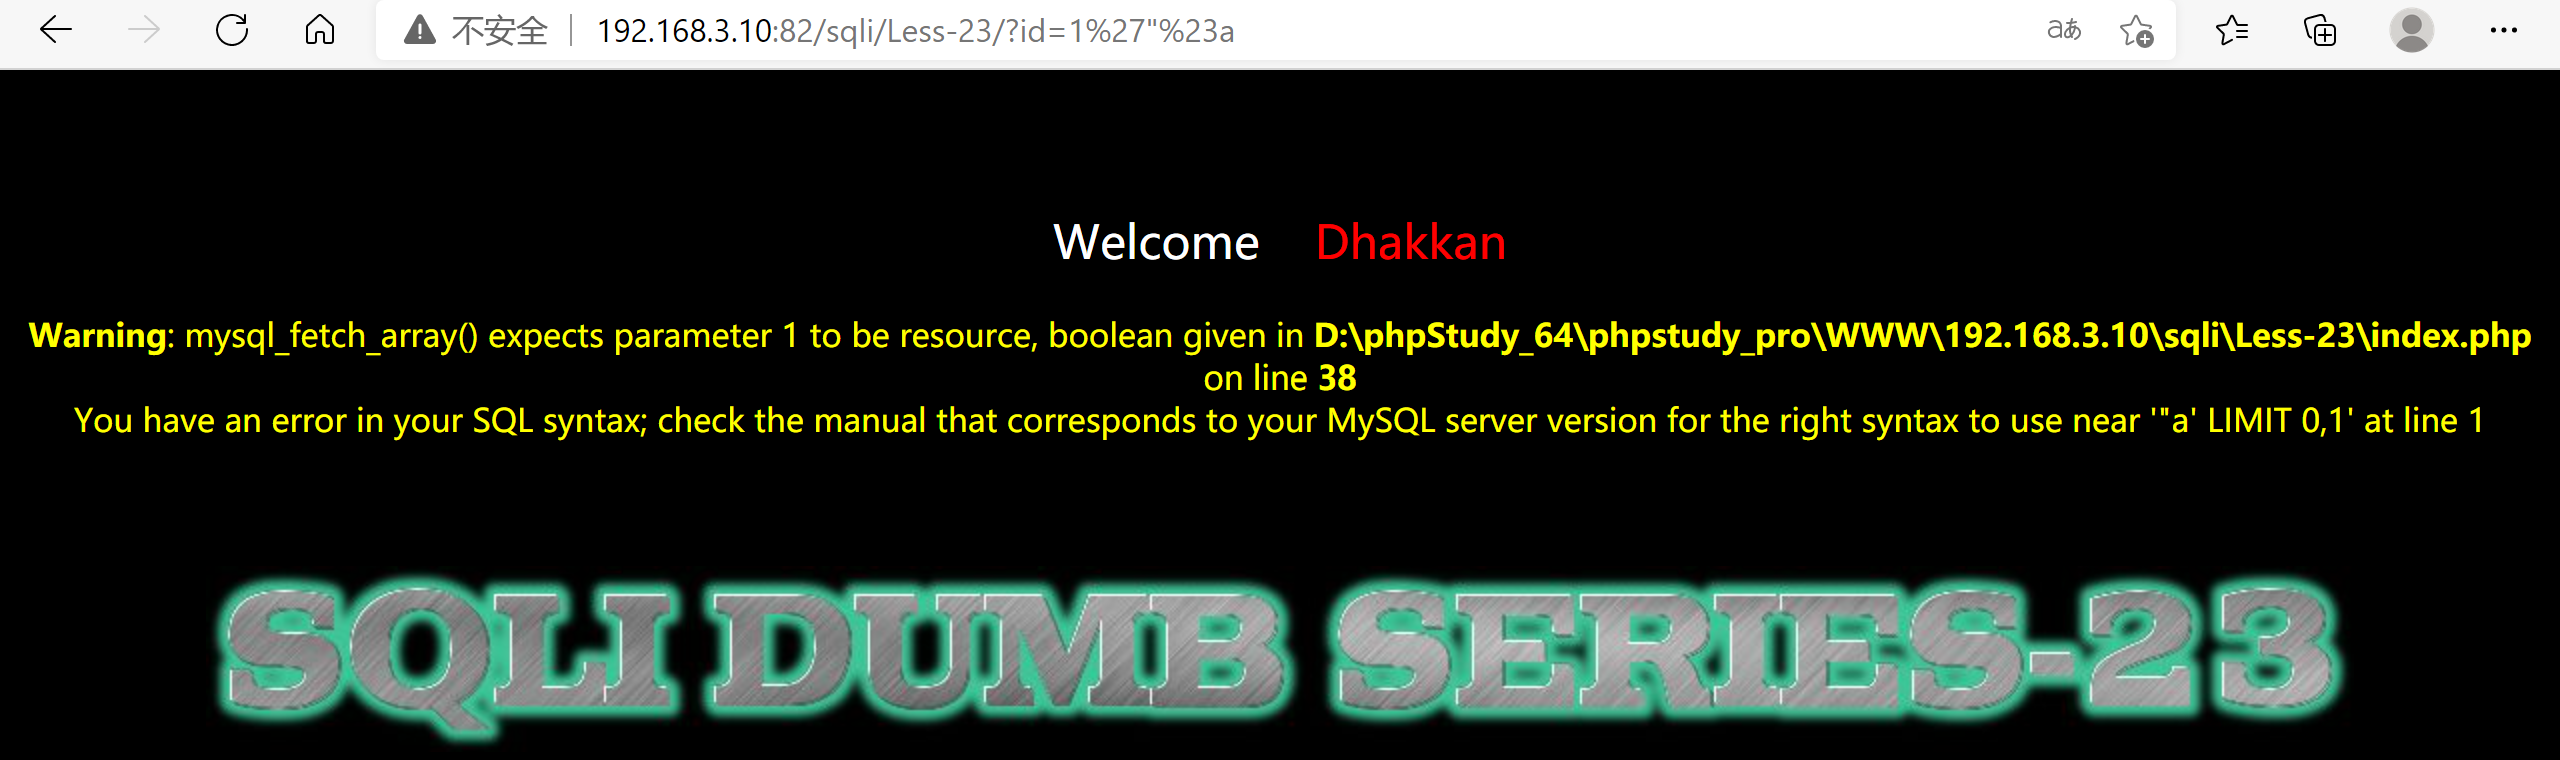 不安全 192.168.3.10:82/sqli/Less-23/?id=1%27"%23a aあ
Welcome Dhakkan
Warning: mysql_fetch_array() expects parameter 1 to be resource, boolean given in D:\phpStudy_64\phpstudy_pro\WWW\192.168.3.10\sqli\Less-23\index.php
on line 38
You have an error in your SQL syntax; check the manual that corresponds to your MySQL server version for the right syntax to use near '"a' LIMIT 0,1' at line 1
SQLI DUMB SERIES-23